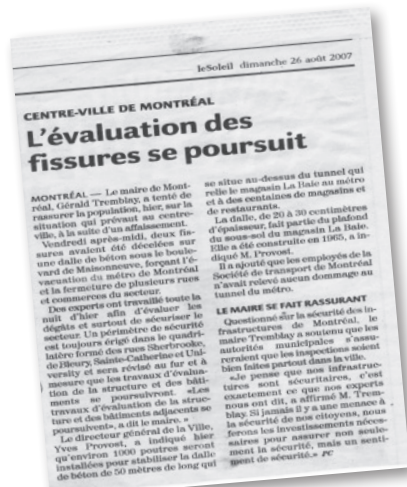 leSoleil dimanche 26 août 2007
CENTRE-VILLE DE MONTRÉAL
L'évaluation des
fissures se poursuit
MONTRÉAL — Le maire de Mont-
réal, Gérald Tremblay, a tenté de
rassurer la population, hier, sur la
situation qui prévaut au centre-
ville, à la suite d'un affaissement.
Vendredi après-midi, deux fis-
sures avaient été décelées sur
une dalle de béton sous le boule-
vard de Maisonneuve, forçant l'é-
vacuation du métro de Montréal
et la fermeture de plusieurs rues
et commerces du secteur.
Des experts ont travaillé toute la
nuit d'hier afin d'évaluer les
dégâts et surtout de sécuriser le
secteur. Un périmètre de sécurité
est toujours érigé dans le quadri-
latère formé des rues Sherbrooke,
de Bleury, Sainte-Catherine et Uni-
versity et sera révisé au fur et à
mesure que les travaux d'évalua-
tion de la structure et des bâti-
ments se poursuivront. «Les
travaux d'évaluation de la struc-
ture et des bâtiments adjacents se
poursuivent», a dit le maire.
Le directeur général de la Ville,
Yves Provost, a indiqué hier
qu'environ 1000 poutres seront
installées pour stabiliser la dalle
de béton de 50 mètres de long qui
se situe au-dessus du tunnel qui
relie le magasin La Baie au métro
et à des centaines de magasins et
de restaurants.
La dalle, de 20 à 30 centimètres
d'épaisseur, fait partie du plafond
du sous-sol du magasin La Baie.
Elle a été construite en 1965, a in-
diqué M. Provost.
Il a ajouté que les employés de la
Société de transport de Montréal
n'avait relevé aucun dommage au
tunnel du métro.
LE MAIRE SE FAIT RASSURANT
Questionné sur la sécurité des in-
frastructures de Montréal, le
maire Tremblay a soutenu que les
autorités municipales s'assu-
reraient que les inspections soient
bien faites partout dans la ville.
«Je pense que nos infrastruc-
tures sont sécuritaires, c'est
exactement ce que nos experts
nous ont dit, a affirmé M. Trem-
blay. Si jamais il y a une menace à
la sécurité de nos citoyens, nous
ferons les investissements néces-
saires pour assurer non seule-
ment la sécurité, mais un senti-
ment de sécurité.» PC